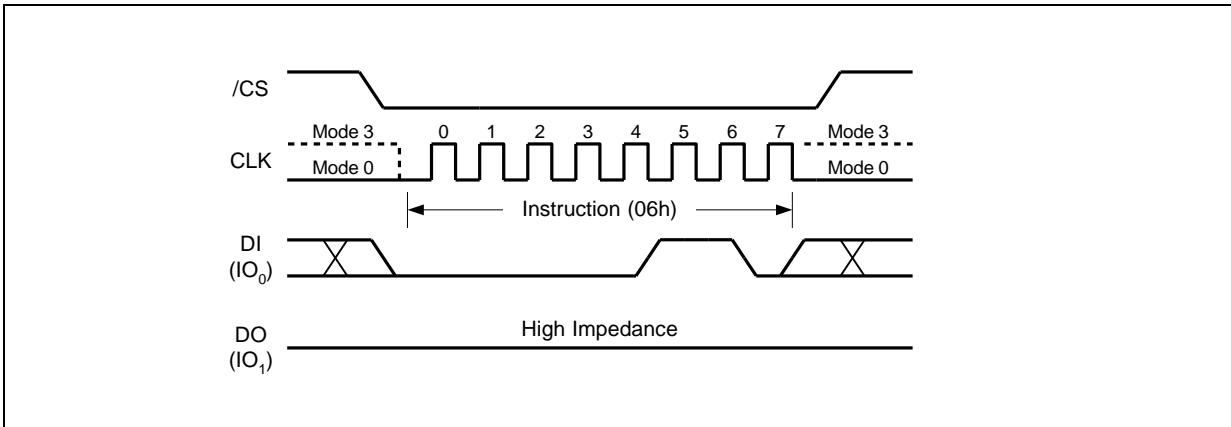 /CS
Mode 3 0 1 2 3 4 5 6 7 Mode 3
CLK
Mode 0 Mode 0
Instruction (06h)
DI
(IO0)
High Impedance
DO
(IO1)